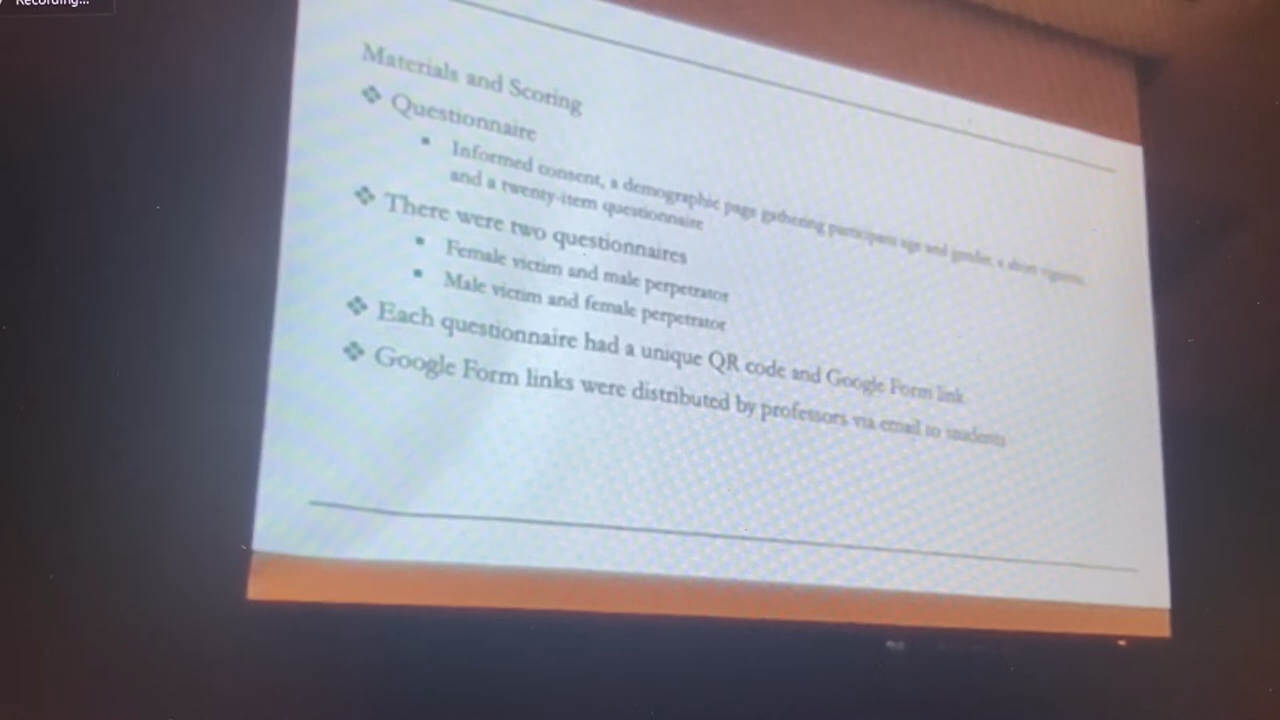 Recording...
Materials and Scoring
❖ Questionnaire
▪ Informed consent, a demographic page gathering participant age and gender, a short vignette,
and a twenty-item questionnaire
❖ There were two questionnaires
▪ Female victim and male perpetrator
▪ Male victim and female perpetrator
❖ Each questionnaire had a unique QR code and Google Form link
❖ Google Form links were distributed by professors via email to students